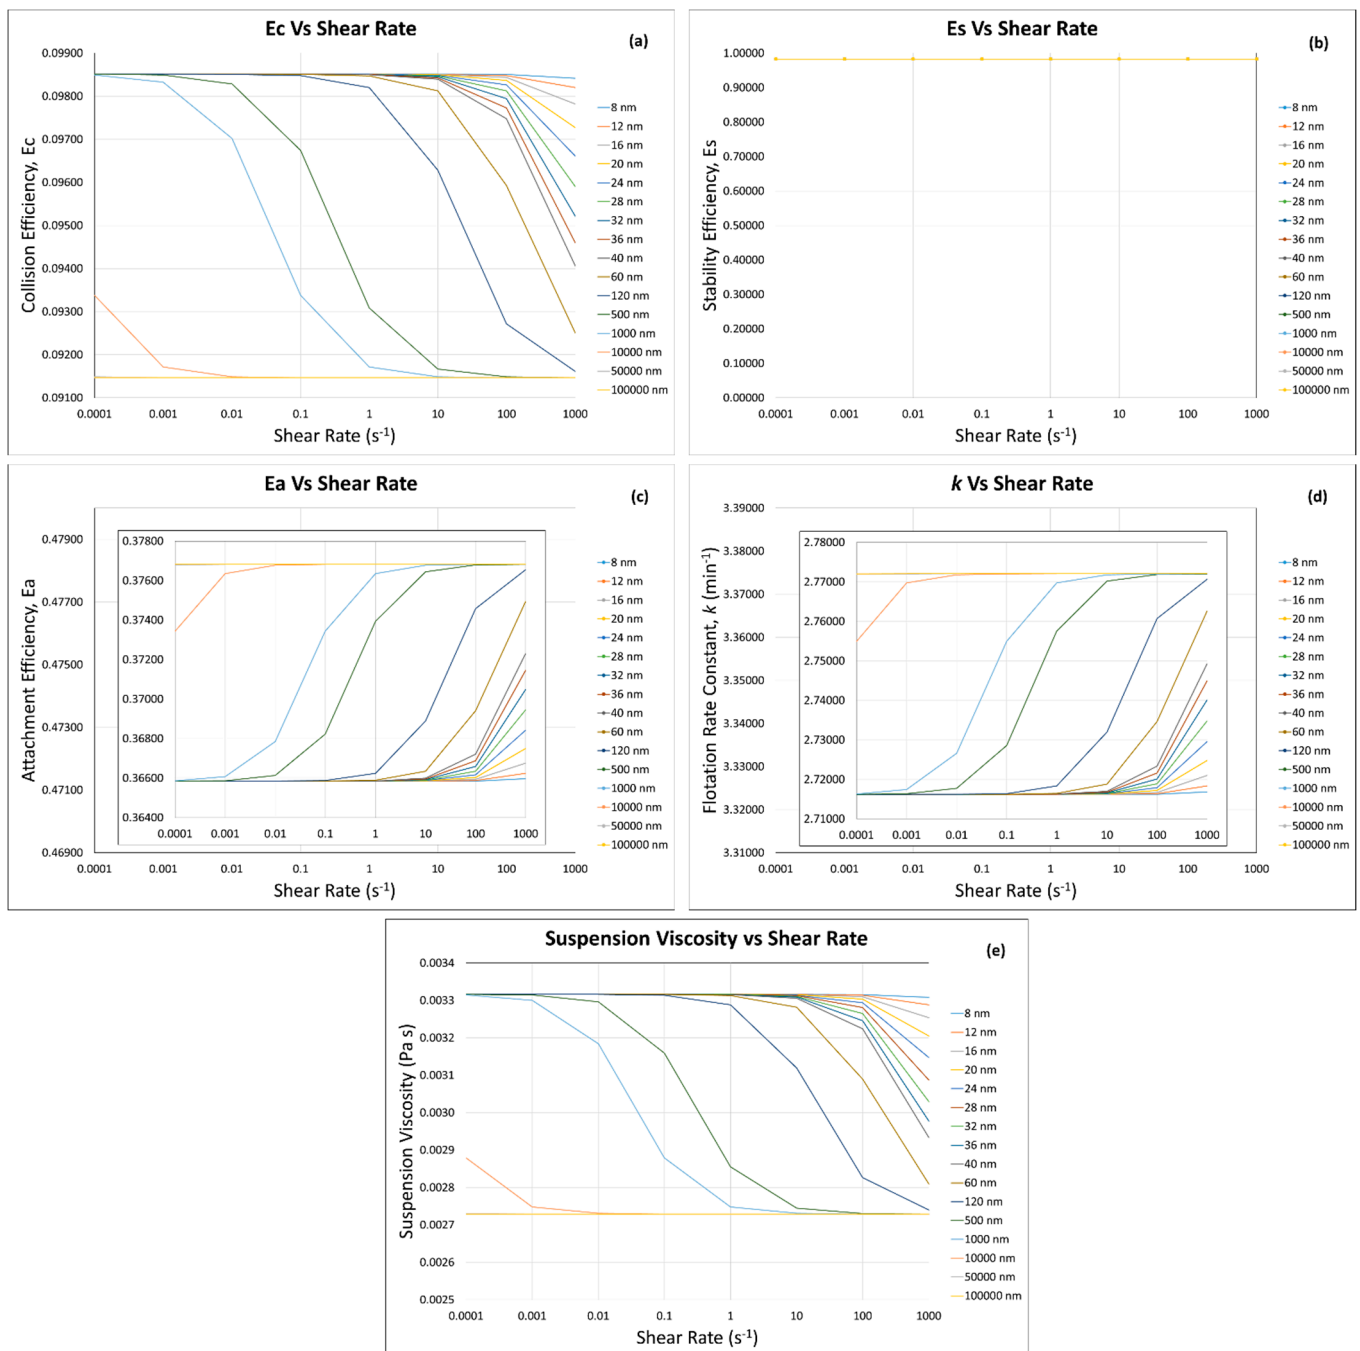 Ec Vs Shear Rate
(a)
0.09900
0.09800
0.09700
0.09600
0.09500
0.09400
0.09300
0.09200
0.09100
Collision Efficiency, Ec
0.0001 0.001 0.01 0.1 1 10 100 1000
Shear Rate (s-1)
8 nm
12 nm
16 nm
20 nm
24 nm
28 nm
32 nm
36 nm
40 nm
60 nm
120 nm
500 nm
1000 nm
10000 nm
50000 nm
100000 nm
Es Vs Shear Rate
(b)
1.00000
0.90000
0.80000
0.70000
0.60000
0.50000
0.40000
0.30000
0.20000
0.10000
0.00000
Stability Efficiency, Es
0.0001 0.001 0.01 0.1 1 10 100 1000
Shear Rate (s-1)
8 nm
12 nm
16 nm
20 nm
24 nm
28 nm
32 nm
36 nm
40 nm
60 nm
120 nm
500 nm
1000 nm
10000 nm
50000 nm
100000 nm
Ea Vs Shear Rate
(c)
0.47900
0.47700
0.47500
0.47300
0.47100
0.46900
Attachment Efficiency, Ea
0.37800
0.37600
0.37400
0.37200
0.37000
0.36800
0.36600
0.36400
0.0001 0.001 0.01 0.1 1 10 100 1000
0.0001 0.001 0.01 0.1 1 10 100 1000
Shear Rate (s-1)
8 nm
12 nm
16 nm
20 nm
24 nm
28 nm
32 nm
36 nm
40 nm
60 nm
120 nm
500 nm
1000 nm
10000 nm
50000 nm
100000 nm
k Vs Shear Rate
(d)
3.39000
3.38000
3.37000
3.36000
3.35000
3.34000
3.33000
3.32000
3.31000
Flotation Rate Constant, k (min-1)
2.78000
2.77000
2.76000
2.75000
2.74000
2.73000
2.72000
2.71000
0.0001 0.001 0.01 0.1 1 10 100 1000
0.0001 0.001 0.01 0.1 1 10 100 1000
Shear Rate (s-1)
8 nm
12 nm
16 nm
20 nm
24 nm
28 nm
32 nm
36 nm
40 nm
60 nm
120 nm
500 nm
1000 nm
10000 nm
50000 nm
100000 nm
Suspension Viscosity vs Shear Rate
(e)
0.0034
0.0033
0.0032
0.0031
0.0030
0.0029
0.0028
0.0027
0.0026
0.0025
Suspension Viscosity (Pa s)
0.0001 0.001 0.01 0.1 1 10 100 1000
Shear Rate (s-1)
8 nm
12 nm
16 nm
20 nm
24 nm
28 nm
32 nm
36 nm
40 nm
60 nm
120 nm
500 nm
1000 nm
10000 nm
50000 nm
100000 nm